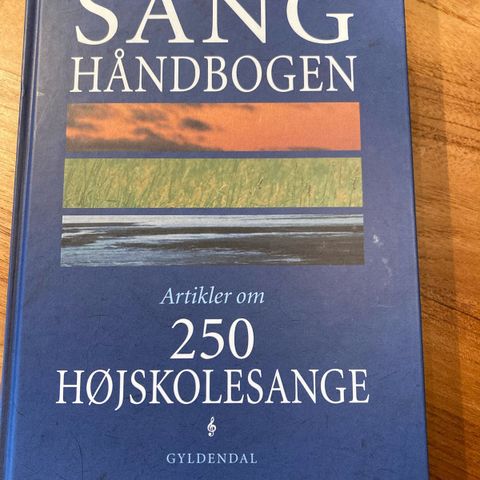 SANG
HÅNDBOGEN
Artikler om
250
HØJSKOLESANGE
GYLDENDAL